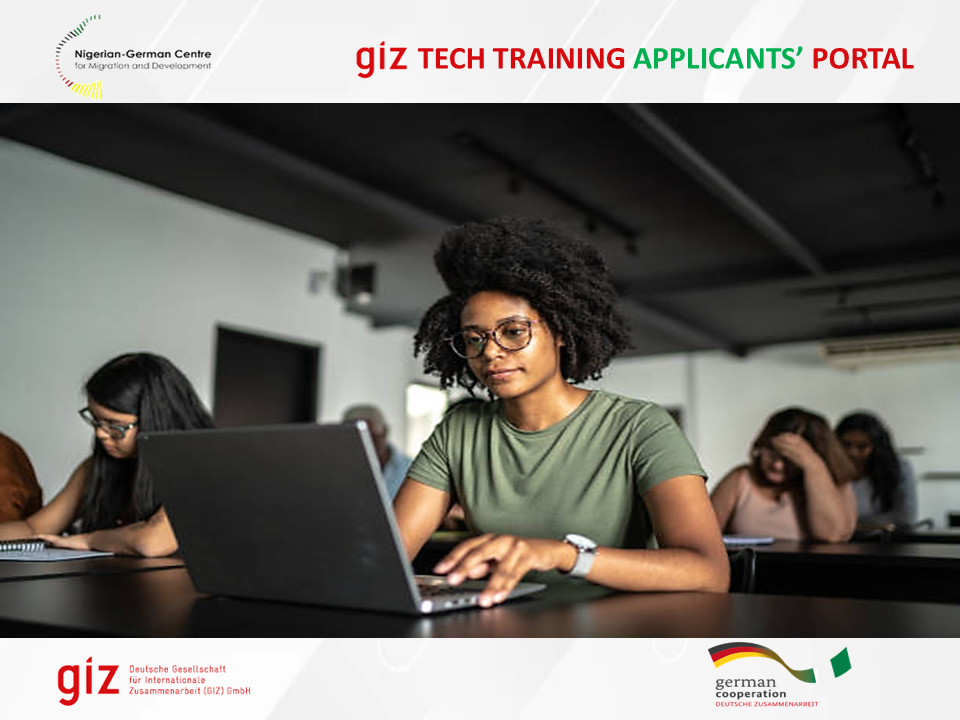 Nigerian-German Centre
for Migration and Development
giz TECH TRAINING APPLICANTS’ PORTAL
giz
Deutsche Gesellschaft
für Internationale
Zusammenarbeit (GIZ) GmbH
german
cooperation
DEUTSCHE ZUSAMMENARBEIT